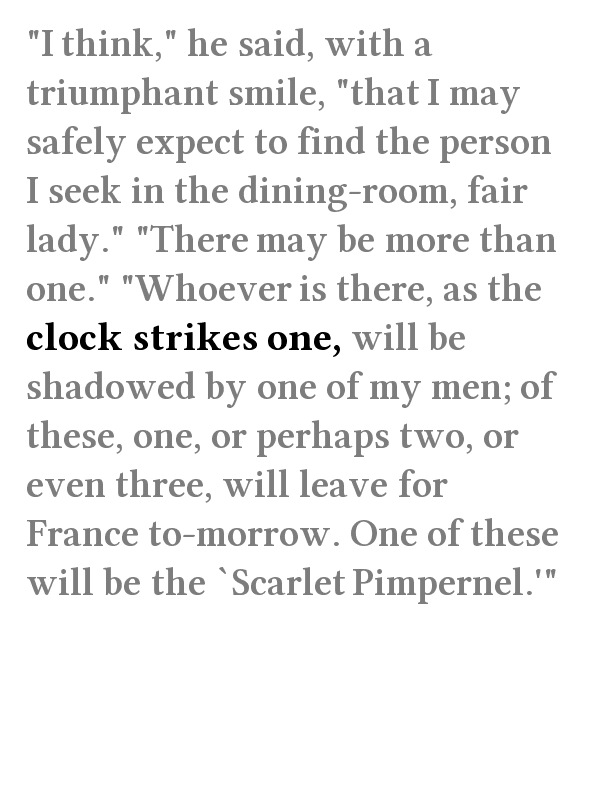 "I think," he said, with a
triumphant smile, "that I may
safely expect to find the person
I seek in the dining-room, fair
lady." "There may be more than
one." "Whoever is there, as the
clock strikes one, will be
shadowed by one of my men; of
these, one, or perhaps two, or
even three, will leave for
France to-morrow. One of these
will be the `Scarlet Pimpernel.'"